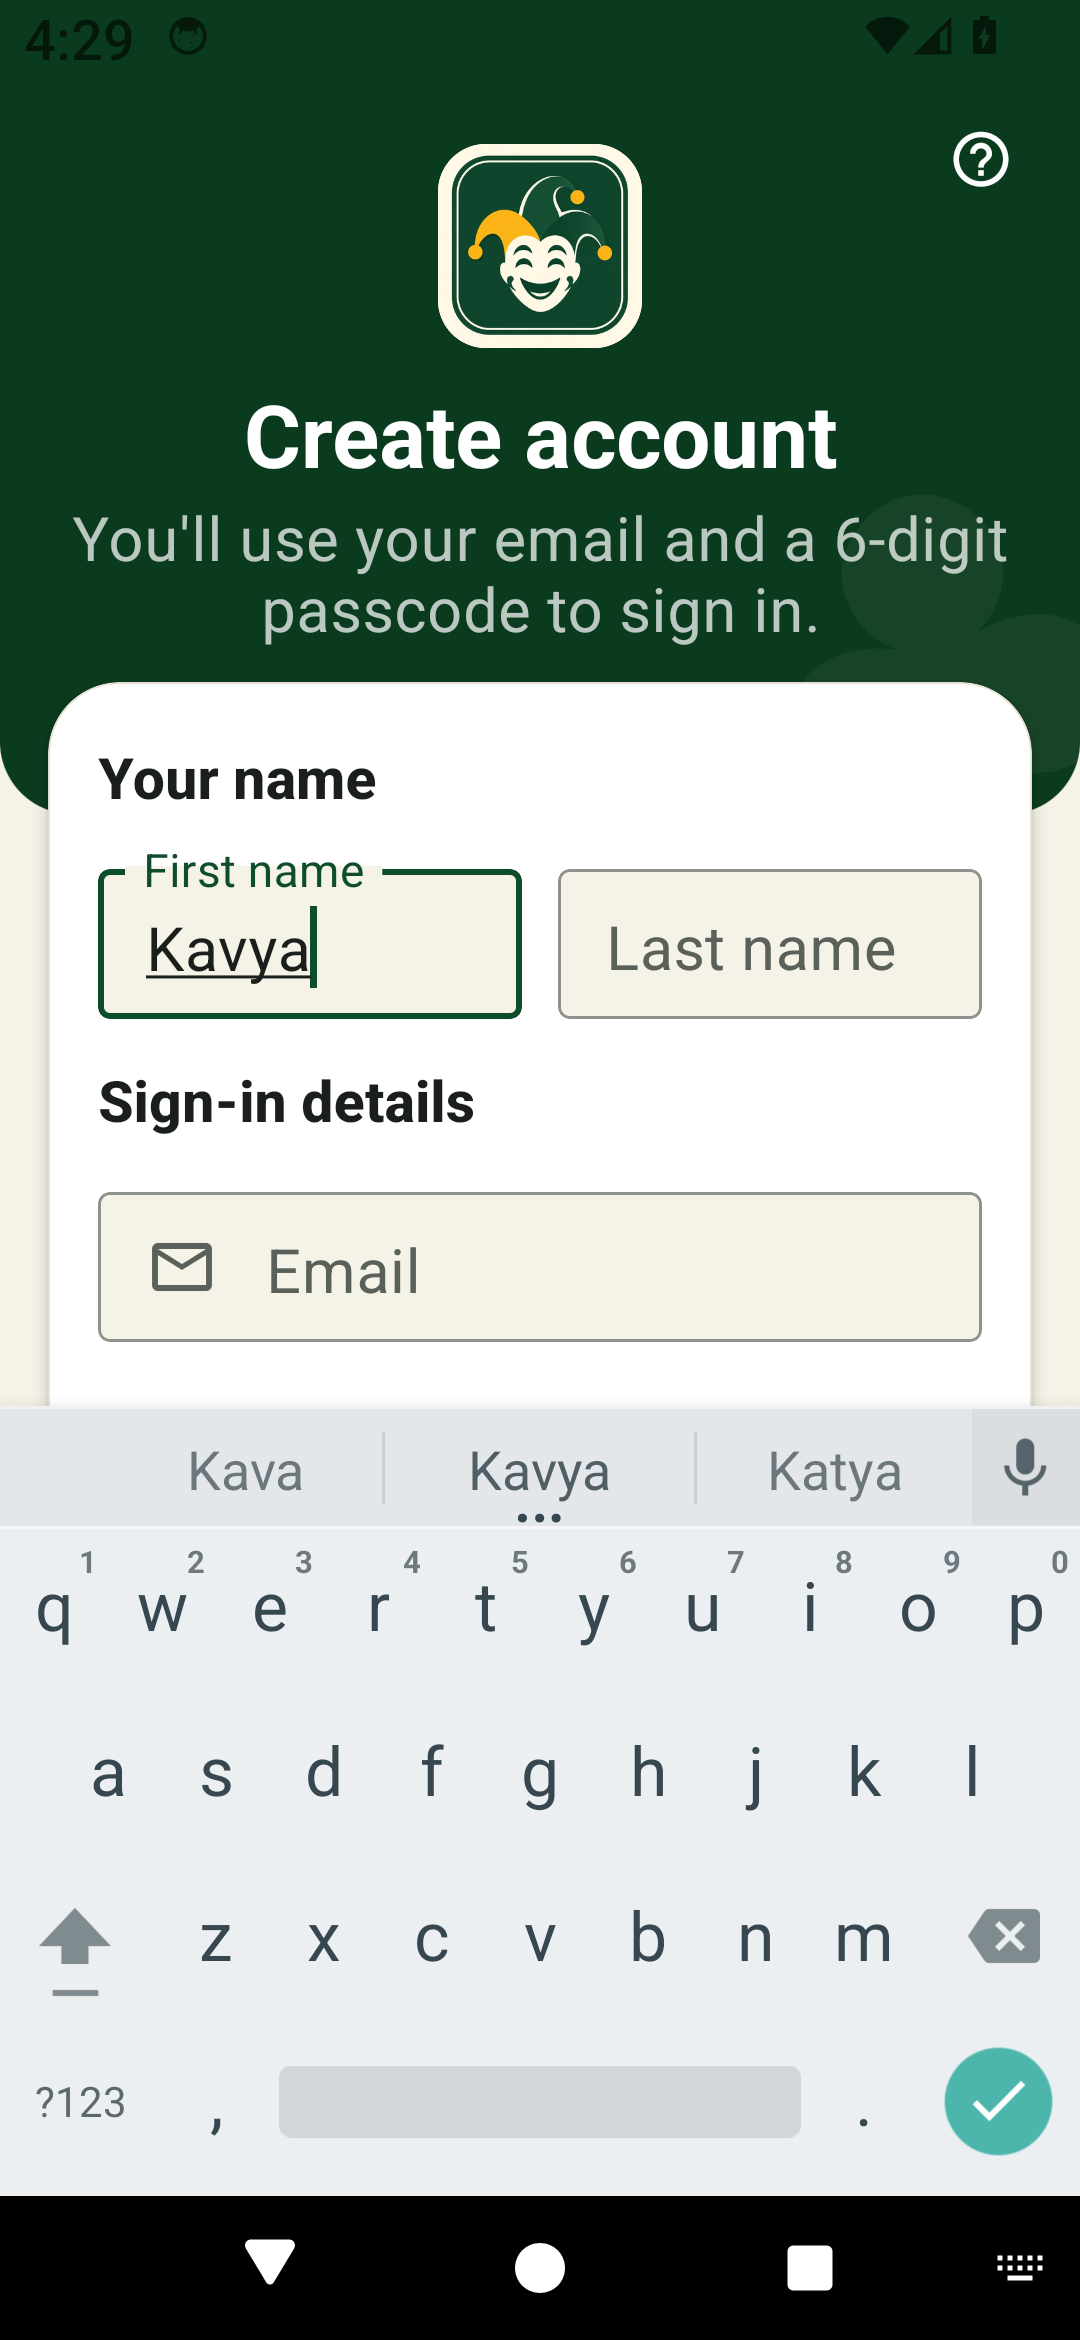 4:29
Create account
You'll use your email and a 6-digit
passcode to sign in.
Your name
First name
Kavya
Last name
Sign-in details
Email
Kava Kavya Katya
1 2 3 4 5 6 7 8 9 0
q w e r t y u i o p
a s d f g h j k l
z x c v b n m
?123 , .